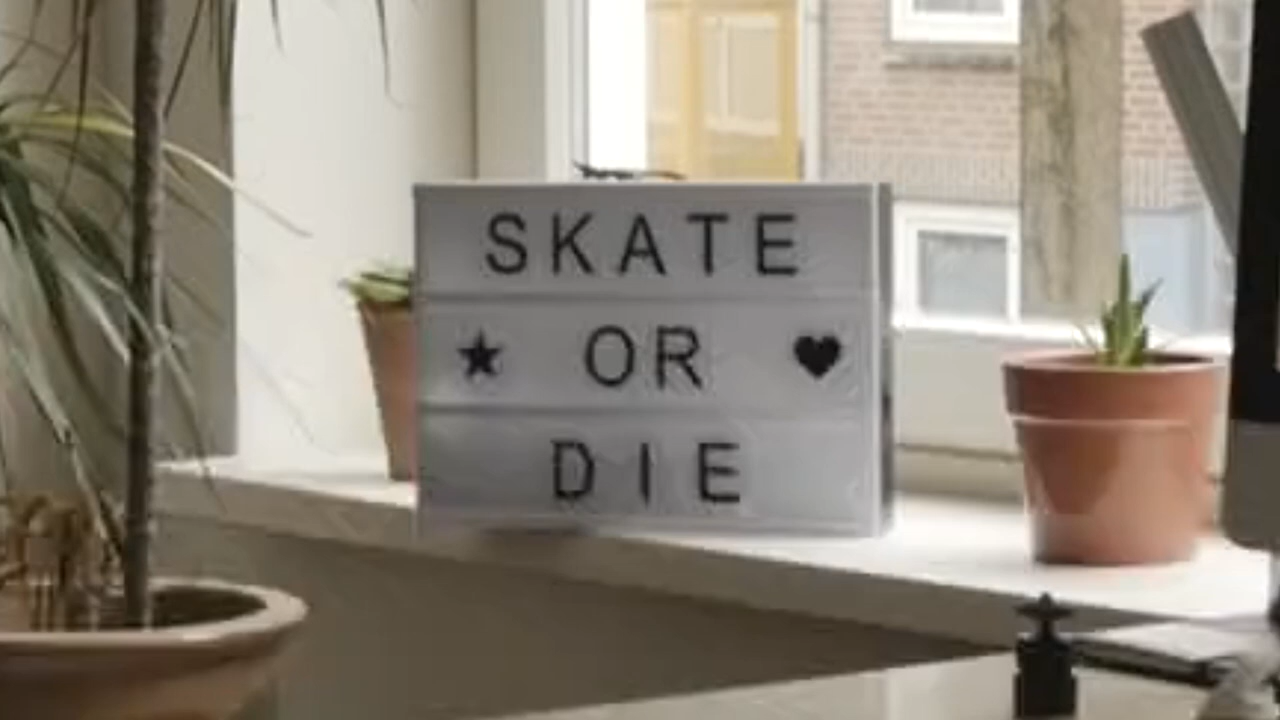 SKATE
★ OR ♥
DIE